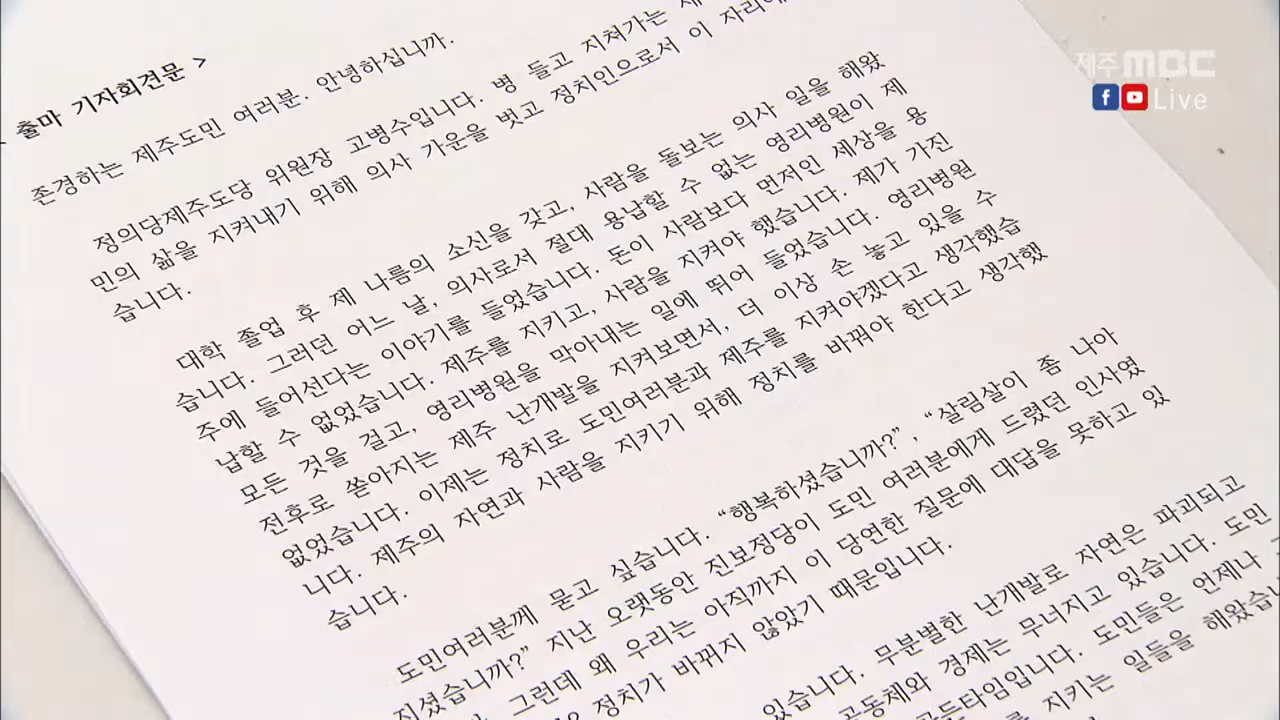 제주MBC
Live
출마 기자회견문 >
존경하는 제주도민 여러분. 안녕하십니까.
정의당제주도당 위원장 고병수입니다. 병 들고 지쳐가는
민의 삶을 지켜내기 위해 의사 가운을 벗고 정치인으로서 이 자리에
습니다.
대학 졸업 후 제 나름의 소신을 갖고, 사람을 돌보는 의사 일을 해왔
습니다. 그러던 어느 날, 의사로서 절대 용납할 수 없는 영리병원이 제
주에 들어선다는 이야기를 들었습니다. 돈이 사람보다 먼저인 세상을 용
납할 수 없었습니다. 제주를 지키고, 사람을 지켜야 했습니다. 제가 가진
모든 것을 걸고, 영리병원을 막아내는 일에 뛰어 들었습니다. 영리병원
전후로 쏟아지는 제주 난개발을 지켜보면서, 더 이상 손 놓고 있을 수
없었습니다. 이제는 정치로 도민여러분과 제주를 지켜야겠다고 생각했습
니다. 제주의 자연과 사람을 지키기 위해 정치를 바꿔야 한다고 생각했
습니다.
도민여러분께 묻고 싶습니다. “행복하셨습니까?”, “살림살이 좀 나아
지셨습니까?” 지난 오랫동안 진보정당이 도민 여러분에게 드렸던 인사였
그런데 왜 우리는 아직까지 이 당연한 질문에 대답을 못하고 있
정치가 바뀌지 않았기 때문입니다.
있습니다. 무분별한 난개발로 자연은 파괴되고
공동체와 경제는 무너지고 있습니다. 도민
도민들은 언제나
지키는 일들을 해왔습니